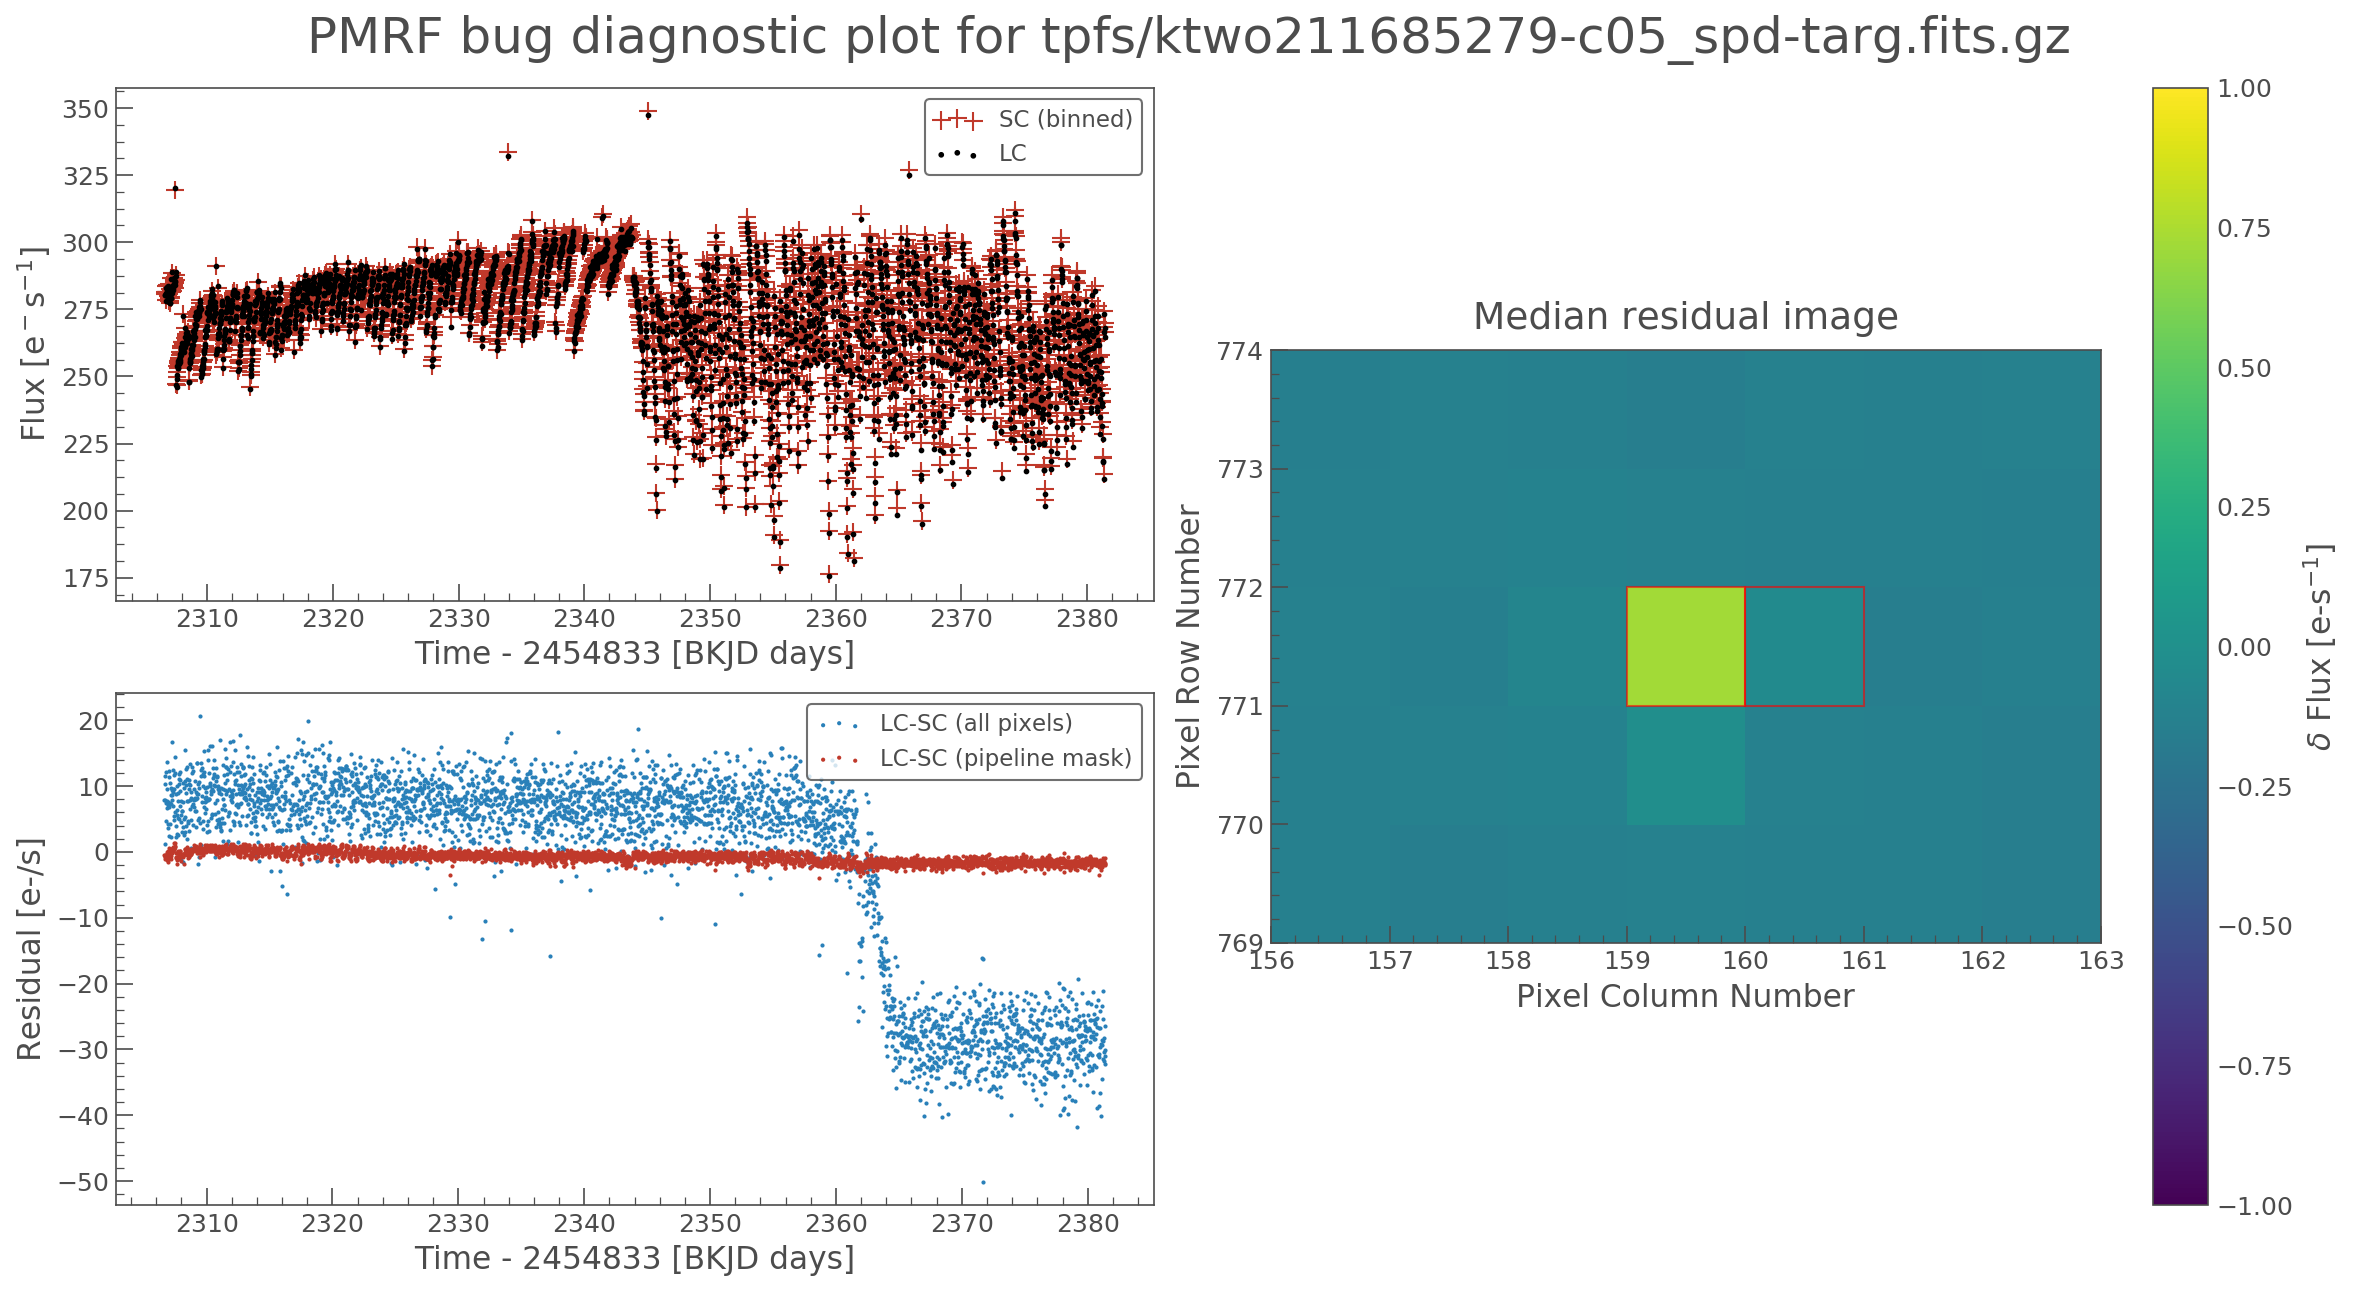 PMRF bug diagnostic plot for tpfs/ktwo211685279-c05_spd-targ.fits.gz
350
325
300
275
250
225
200
175
Flux [e⁻ s⁻¹]
SC (binned)
LC
2310 2320 2330 2340 2350 2360 2370 2380
Time - 2454833 [BKJD days]
20
10
0
−10
−20
−30
−40
−50
Residual [e-/s]
LC-SC (all pixels)
LC-SC (pipeline mask)
2310 2320 2330 2340 2350 2360 2370 2380
Time - 2454833 [BKJD days]
Median residual image
774
773
772
771
770
769
Pixel Row Number
156 157 158 159 160 161 162 163
Pixel Column Number
1.00
0.75
0.50
0.25
0.00
−0.25
−0.50
−0.75
−1.00
δ Flux [e-s⁻¹]